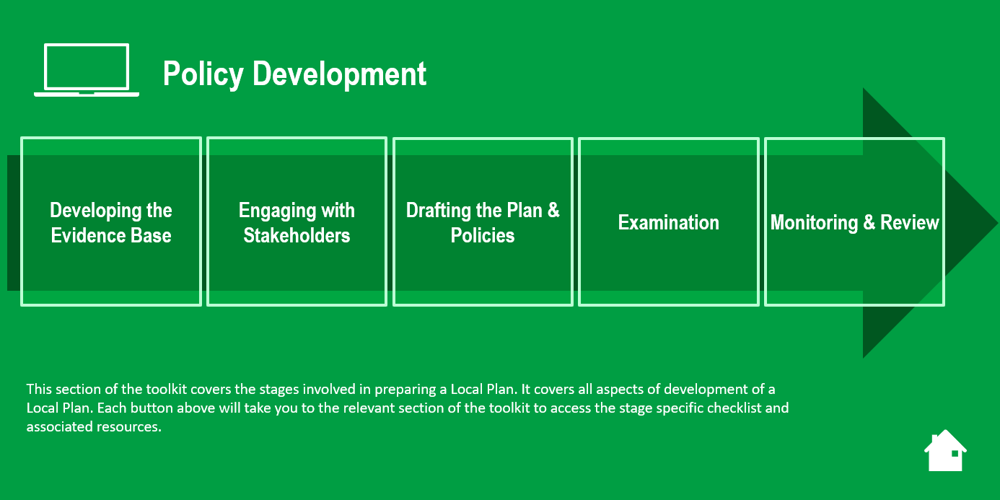 Policy Development
Developing the
Evidence Base
Engaging with
Stakeholders
Drafting the Plan &
Policies
Examination
Monitoring & Review
This section of the toolkit covers the stages involved in preparing a Local Plan. It covers all aspects of development of a
Local Plan. Each button above will take you to the relevant section of the toolkit to access the stage specific checklist and
associated resources.